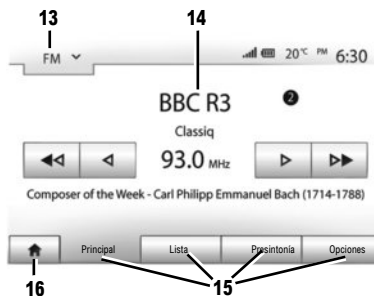 13 14
FM 20°C PM 6:30
BBC R3 2
Classiq
93.0 MHz
Composer of the Week - Carl Philipp Emmanuel Bach (1714-1788)
Principal Lista Presintonía Opciones
16 15